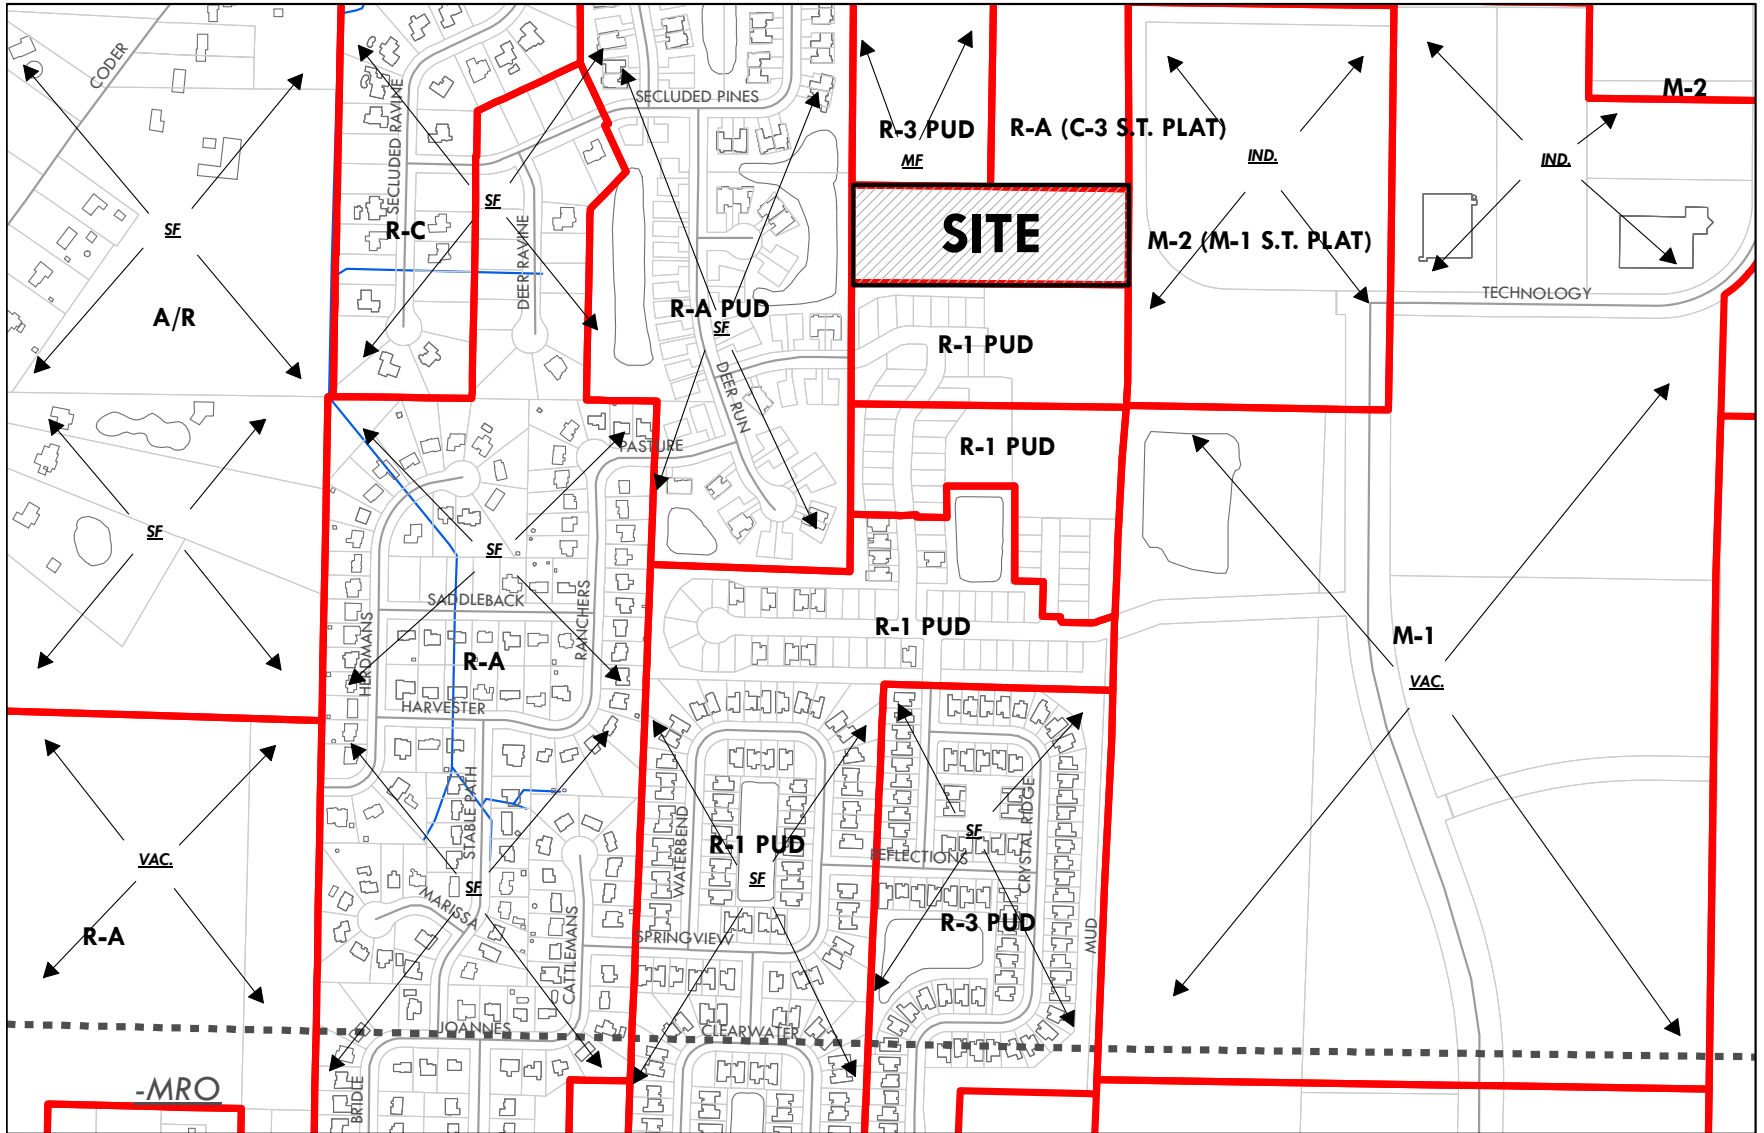 CODER
SECLUDED RAVINE
SECLUDED PINES
M-2
R-3 PUD
MF
R-A (C-3 S.T. PLAT)
IND.
IND.
SF
SF
R-C
DEER RAVINE
SITE
M-2 (M-1 S.T. PLAT)
TECHNOLOGY
A/R
R-A PUD
SF
R-1 PUD
DEER RUN
PASTURE
R-1 PUD
SF
SF
SADDLEBACK
RANCHERS
HERDMANS
R-A
R-1 PUD
M-1
VAC.
HARVESTER
STABLE PATH
WATERBEND
R-1 PUD
SF
SF
REFLECTIONS
CRYSTAL RIDGE
VAC.
R-A
SF
MARISSA
CATTLEMANS
SPRINGVIEW
R-3 PUD
MUD
JOANNES
CLEARWATER
-MRO
BRIDLE